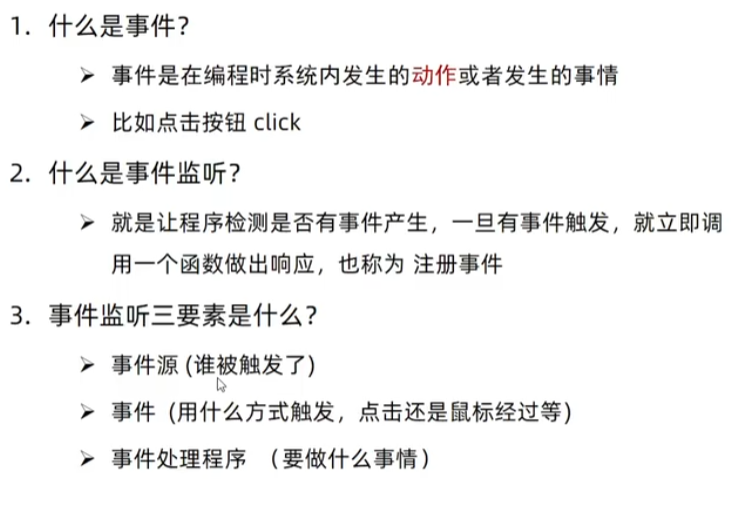 1. 什么是事件？
➢ 事件是在编程时系统内发生的动作或者发生的事情
➢ 比如点击按钮 click
2. 什么是事件监听？
➢ 就是让程序检测是否有事件产生，一旦有事件触发，就立即调
用一个函数做出响应，也称为 注册事件
3. 事件监听三要素是什么？
➢ 事件源 (谁被触发了)
➢ 事件 (用什么方式触发，点击还是鼠标经过等)
➢ 事件处理程序 （要做什么事情）